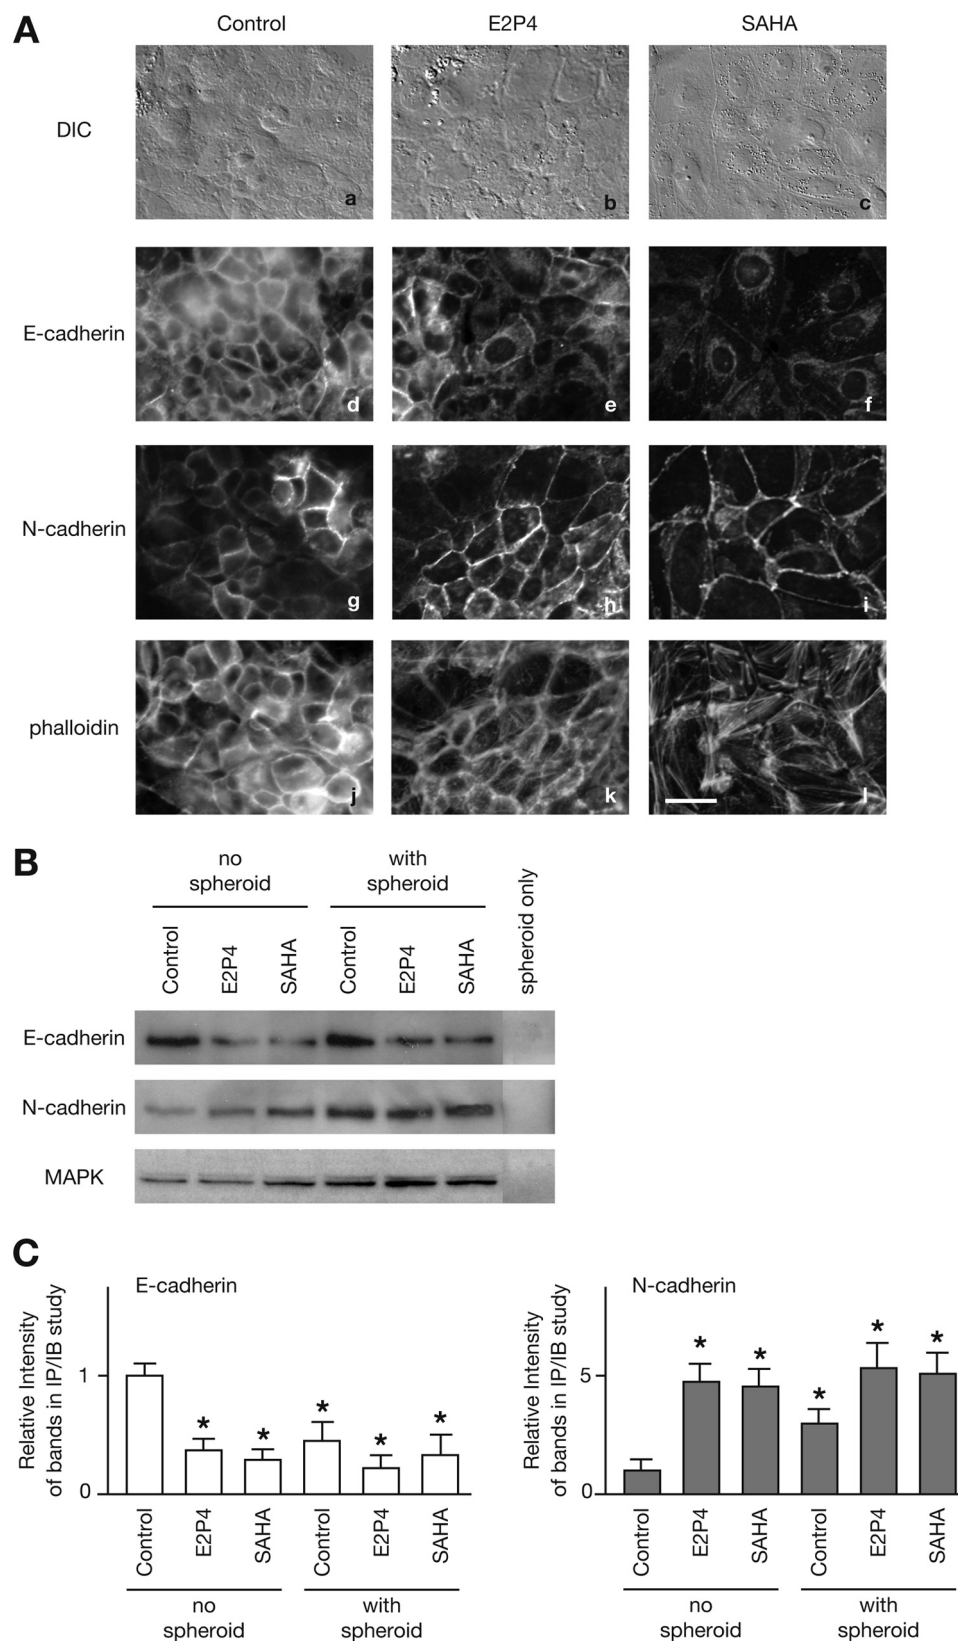 A
Control
E2P4
SAHA
DIC
a
b
c
E-cadherin
d
e
f
N-cadherin
g
h
i
phalloidin
j
k
l
B
no
spheroid
with
spheroid
spheroid only
Control
E2P4
SAHA
Control
E2P4
SAHA
E-cadherin
N-cadherin
MAPK
C
E-cadherin
Relative Intensity
of bands in IP/IB study
1
0
*
*
*
*
*
Control
E2P4
SAHA
Control
E2P4
SAHA
no
spheroid
with
spheroid
N-cadherin
Relative Intensity
of bands in IP/IB study
5
0
*
*
*
*
*
Control
E2P4
SAHA
Control
E2P4
SAHA
no
spheroid
with
spheroid